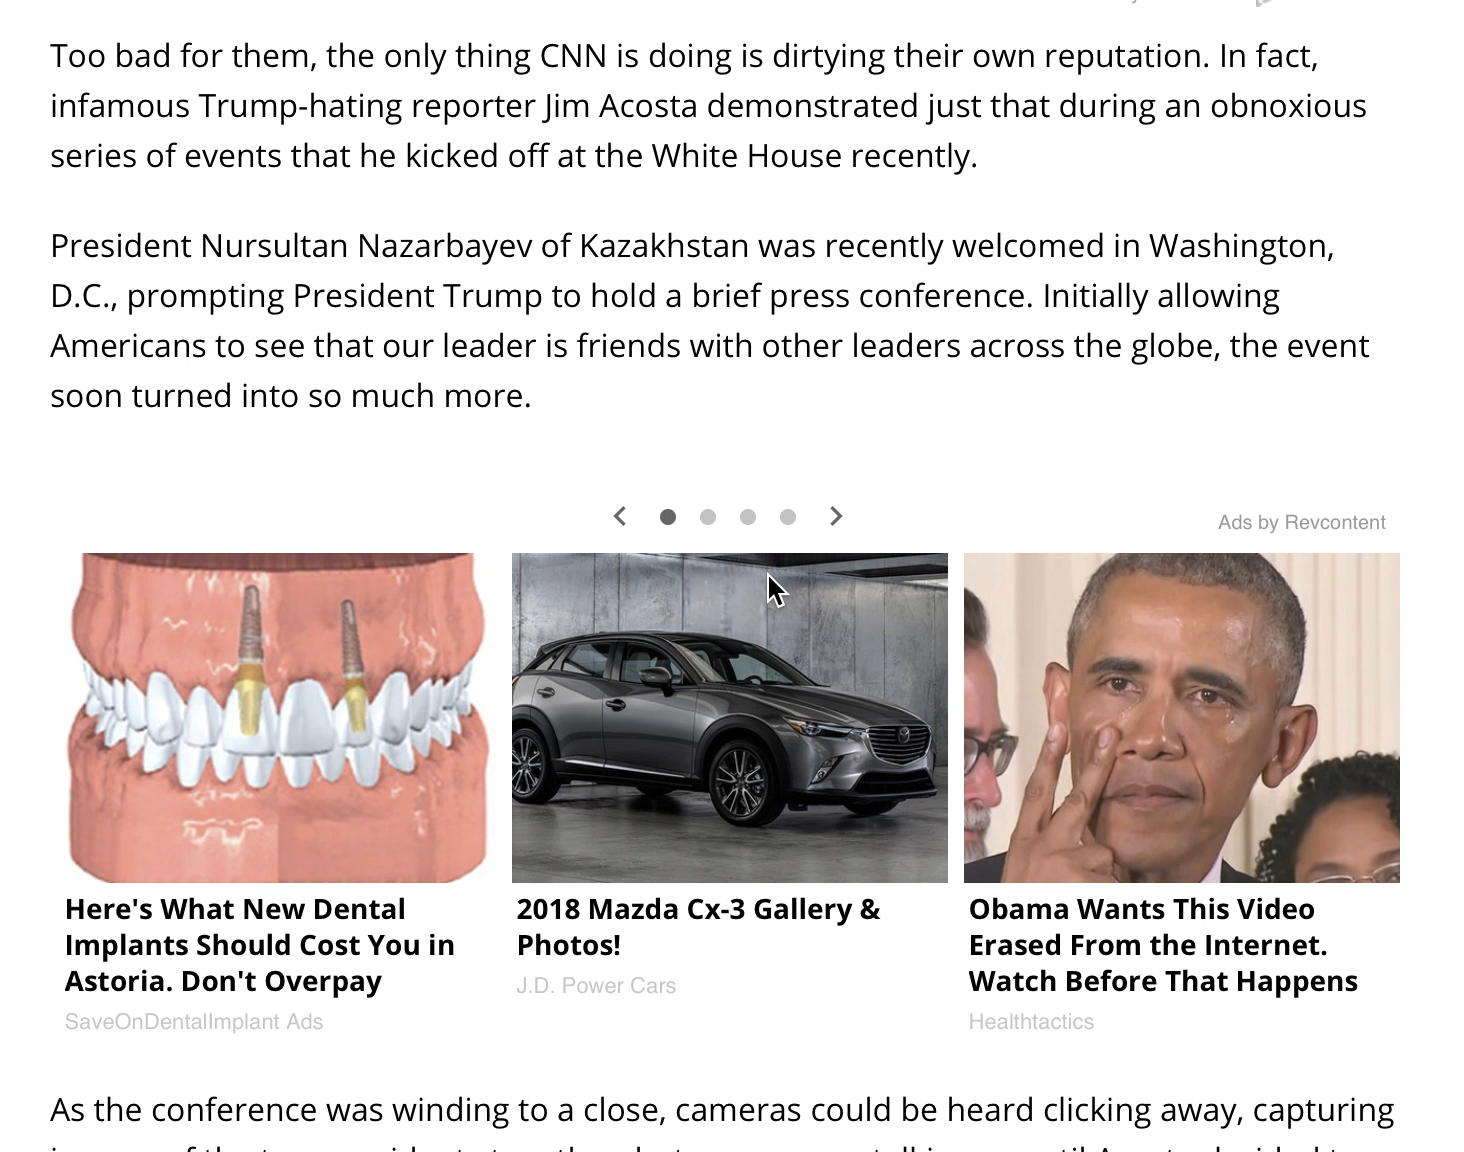 Too bad for them, the only thing CNN is doing is dirtying their own reputation. In fact,
infamous Trump-hating reporter Jim Acosta demonstrated just that during an obnoxious
series of events that he kicked off at the White House recently.
President Nursultan Nazarbayev of Kazakhstan was recently welcomed in Washington,
D.C., prompting President Trump to hold a brief press conference. Initially allowing
Americans to see that our leader is friends with other leaders across the globe, the event
soon turned into so much more.
Ads by Revcontent
Here's What New Dental
Implants Should Cost You in
Astoria. Don't Overpay
SaveOnDentalImplant Ads
2018 Mazda Cx-3 Gallery &
Photos!
J.D. Power Cars
Obama Wants This Video
Erased From the Internet.
Watch Before That Happens
Healthtactics
As the conference was winding to a close, cameras could be heard clicking away, capturing